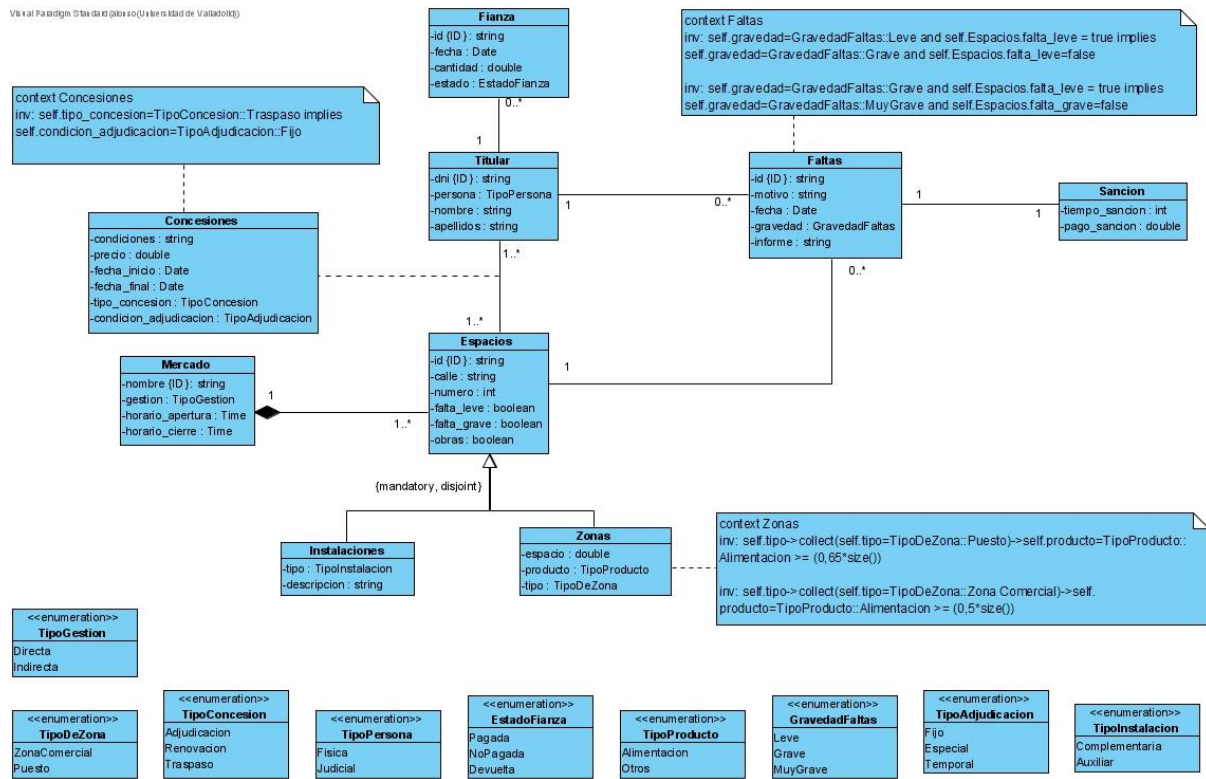 Visual Paradigm Standard(alonso(Universidad de Valladolid))
Fianza
-id {ID} : string
-fecha : Date
-cantidad : double
-estado : EstadoFianza
0..*
1
context Faltas
inv: self.gravedad=GravedadFaltas::Leve and self.Espacios.falta_leve = true implies
self.gravedad=GravedadFaltas::Grave and self.Espacios.falta_leve=false
inv: self.gravedad=GravedadFaltas::Grave and self.Espacios.falta_leve = true implies
self.gravedad=GravedadFaltas::MuyGrave and self.Espacios.falta_grave=false
context Concesiones
inv: self.tipo_concesion=TipoConcesion::Traspaso implies
self.condicion_adjudicacion=TipoAdjudicacion::Fijo
Titular
-dni {ID} : string
-persona : TipoPersona
-nombre : string
-apellidos : string
1
0..*
1..*
Faltas
-id {ID} : string
-motivo : string
-fecha : Date
-gravedad : GravedadFaltas
-informe : string
1
1
0..*
Sancion
-tiempo_sancion : int
-pago_sancion : double
Concesiones
-condiciones : string
-precio : double
-fecha_inicio : Date
-fecha_final : Date
-tipo_concesion : TipoConcesion
-condicion_adjudicacion : TipoAdjudicacion
1..*
Espacios
-id {ID} : string
-calle : string
-numero : int
-falta_leve : boolean
-falta_grave : boolean
-obras : boolean
1
Mercado
-nombre {ID} : string
-gestion : TipoGestion
-horario_apertura : Time
-horario_cierre : Time
1
1..*
{mandatory, disjoint}
Instalaciones
-tipo : TipoInstalacion
-descripcion : string
Zonas
-espacio : double
-producto : TipoProducto
-tipo : TipoDeZona
context Zonas
inv: self.tipo->collect(self.tipo=TipoDeZona::Puesto)->self.producto=TipoProducto::
Alimentacion >= (0,65*size())
inv: self.tipo->collect(self.tipo=TipoDeZona::Zona Comercial)->self.
producto=TipoProducto::Alimentacion >= (0,5*size())
<<enumeration>>
TipoGestion
Directa
Indirecta
<<enumeration>>
TipoDeZona
ZonaComercial
Puesto
<<enumeration>>
TipoConcesion
Adjudicacion
Renovacion
Traspaso
<<enumeration>>
TipoPersona
Fisica
Judicial
<<enumeration>>
EstadoFianza
Pagada
NoPagada
Devuelta
<<enumeration>>
TipoProducto
Alimentacion
Otros
<<enumeration>>
GravedadFaltas
Leve
Grave
MuyGrave
<<enumeration>>
TipoAdjudicacion
Fijo
Especial
Temporal
<<enumeration>>
TipoInstalacion
Complementaria
Auxiliar